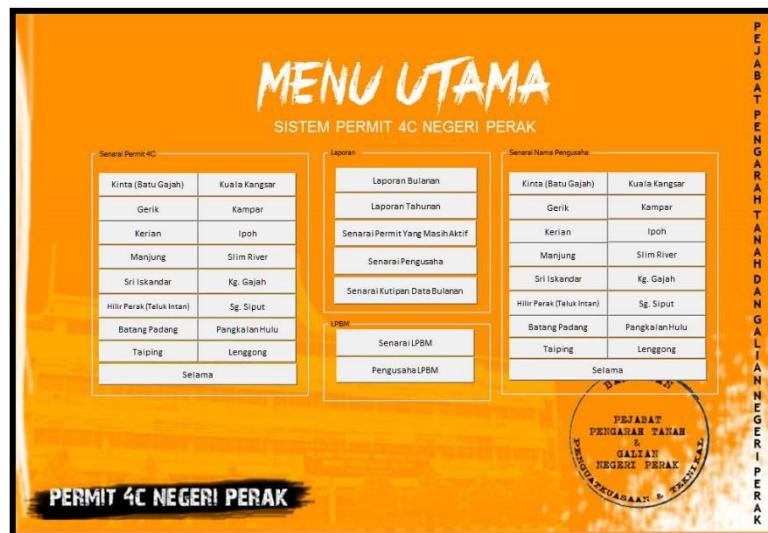 MENU UTAMA
SISTEM PERMIT 4C NEGERI PERAK
Senarai Permit 4C
Kinta (Batu Gajah) Kuala Kangsar
Gerik Kampar
Kerian Ipoh
Manjung Slim River
Sri Iskandar Kg. Gajah
Hilir Perak (Teluk Intan) Sg. Siput
Batang Padang Pangkalan Hulu
Taiping Lenggong
Selama
Laporan
Laporan Bulanan
Laporan Tahunan
Senarai Permit Yang Masih Aktif
Senarai Pengusaha
Senarai Kutipan Data Bulanan
LPBM
Senarai LPBM
Pengusaha LPBM
Senarai Nama Pengusaha
Kinta (Batu Gajah) Kuala Kangsar
Gerik Kampar
Kerian Ipoh
Manjung Slim River
Sri Iskandar Kg. Gajah
Hilir Perak (Teluk Intan) Sg. Siput
Batang Padang Pangkalan Hulu
Taiping Lenggong
Selama
PEJABAT
PENGARAH TANAH
&
GALIAN
NEGERI PERAK
PENGUATKUASAAN & TEKNIKAL
PERMIT 4C NEGERI PERAK
PEJABAT PENGARAH TANAH DAN GALIAN NEGERI PERAK